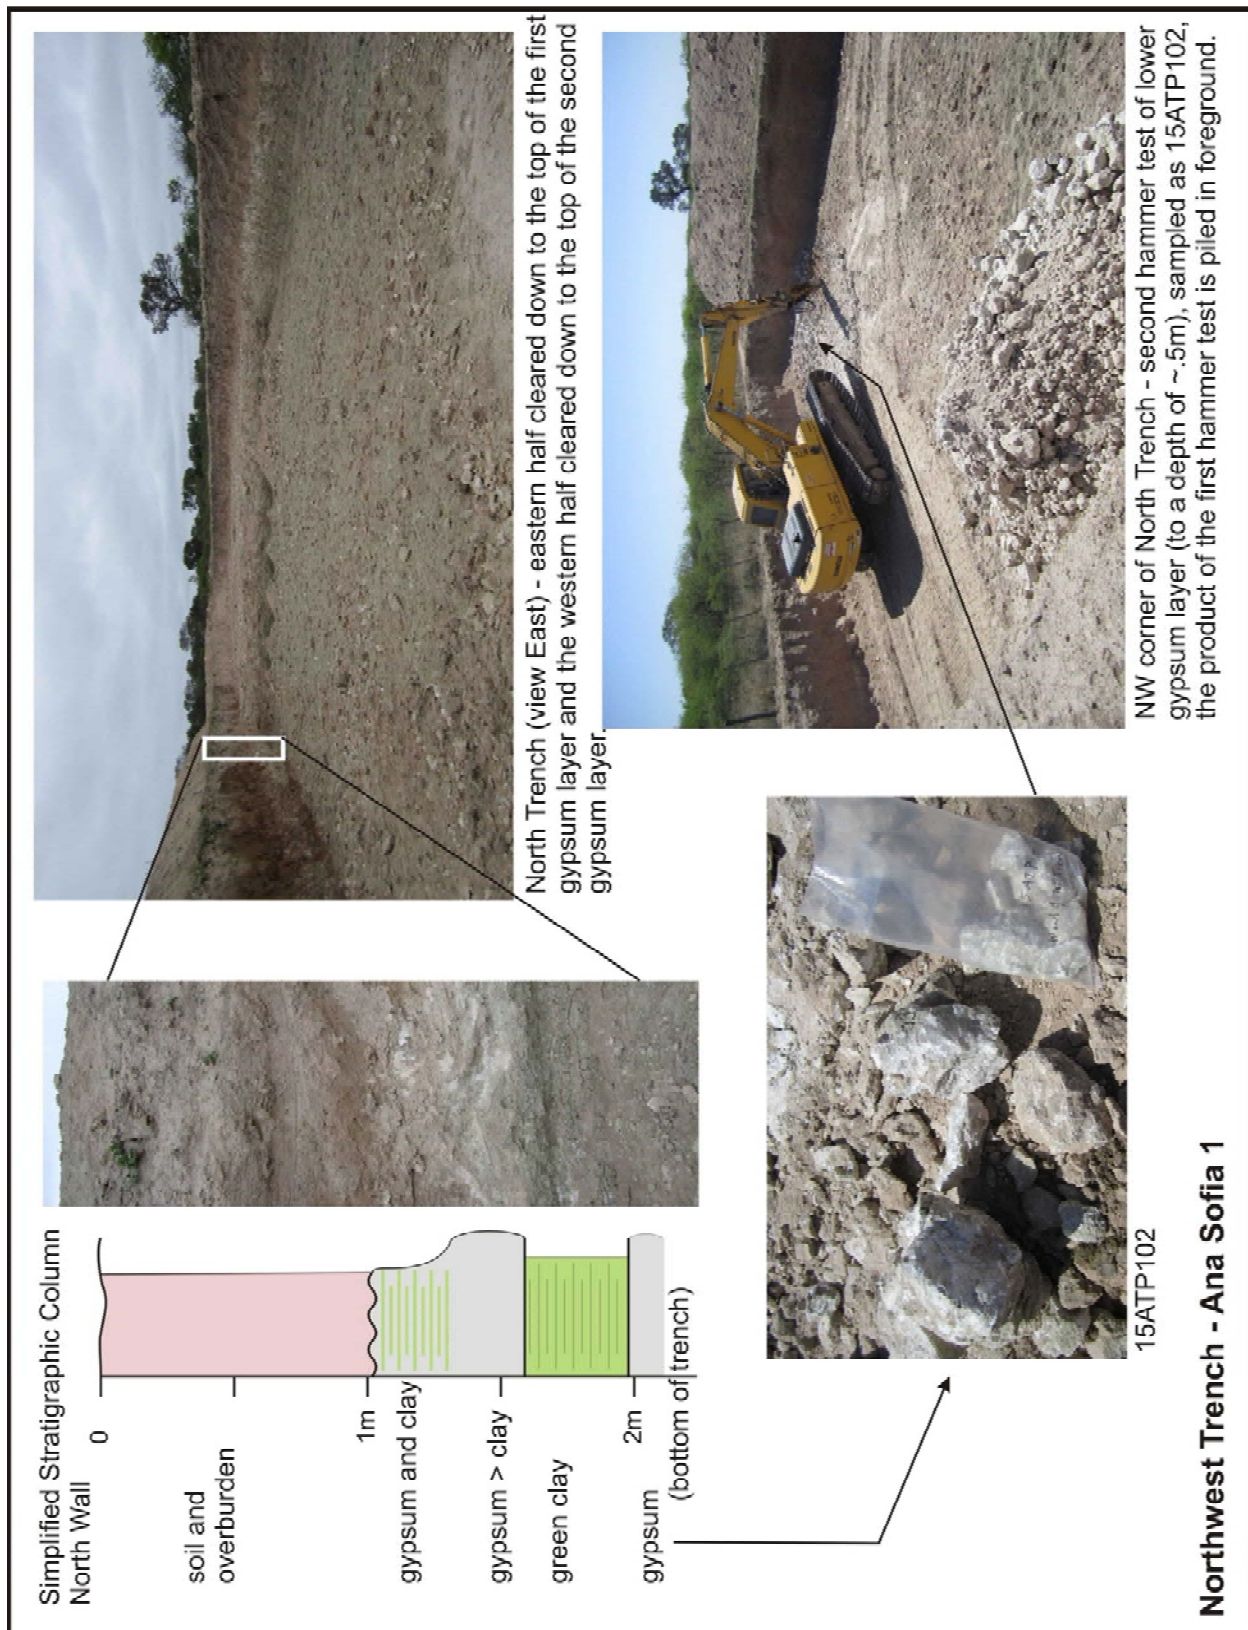 Simplified Stratigraphic Column
North Wall
0
soil and
overburden
1m
gypsum and clay
gypsum > clay
green clay
2m
gypsum
(bottom of trench)
North Trench (view East) - eastern half cleared down to the top of the first
gypsum layer and the western half cleared down to the top of the second
gypsum layer.
15ATP102
NW corner of North Trench - second hammer test of lower
gypsum layer (to a depth of ~.5m), sampled as 15ATP102,
the product of the first hammer test is piled in foreground.
Northwest Trench - Ana Sofia 1